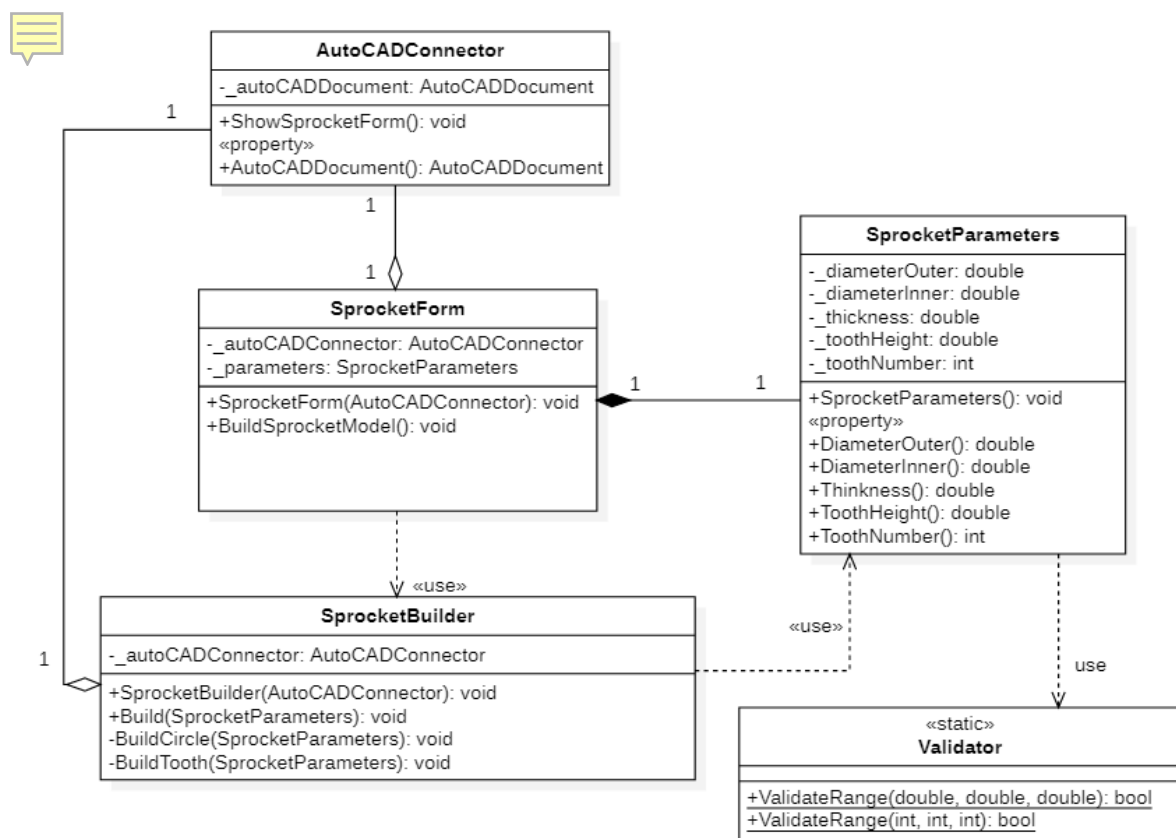 AutoCADConnector
-_autoCADDocument: AutoCADDocument
+ShowSprocketForm(): void
«property»
+AutoCADDocument(): AutoCADDocument
1
1
1
SprocketForm
-_autoCADConnector: AutoCADConnector
-_parameters: SprocketParameters
+SprocketForm(AutoCADConnector): void
+BuildSprocketModel(): void
1
1
SprocketParameters
-_diameterOuter: double
-_diameterInner: double
-_thickness: double
-_toothHeight: double
-_toothNumber: int
+SprocketParameters(): void
«property»
+DiameterOuter(): double
+DiameterInner(): double
+Thinkness(): double
+ToothHeight(): double
+ToothNumber(): int
«use»
1
SprocketBuilder
-_autoCADConnector: AutoCADConnector
+SprocketBuilder(AutoCADConnector): void
+Build(SprocketParameters): void
-BuildCircle(SprocketParameters): void
-BuildTooth(SprocketParameters): void
«use»
use
«static»
Validator
+ValidateRange(double, double, double): bool
+ValidateRange(int, int, int): bool